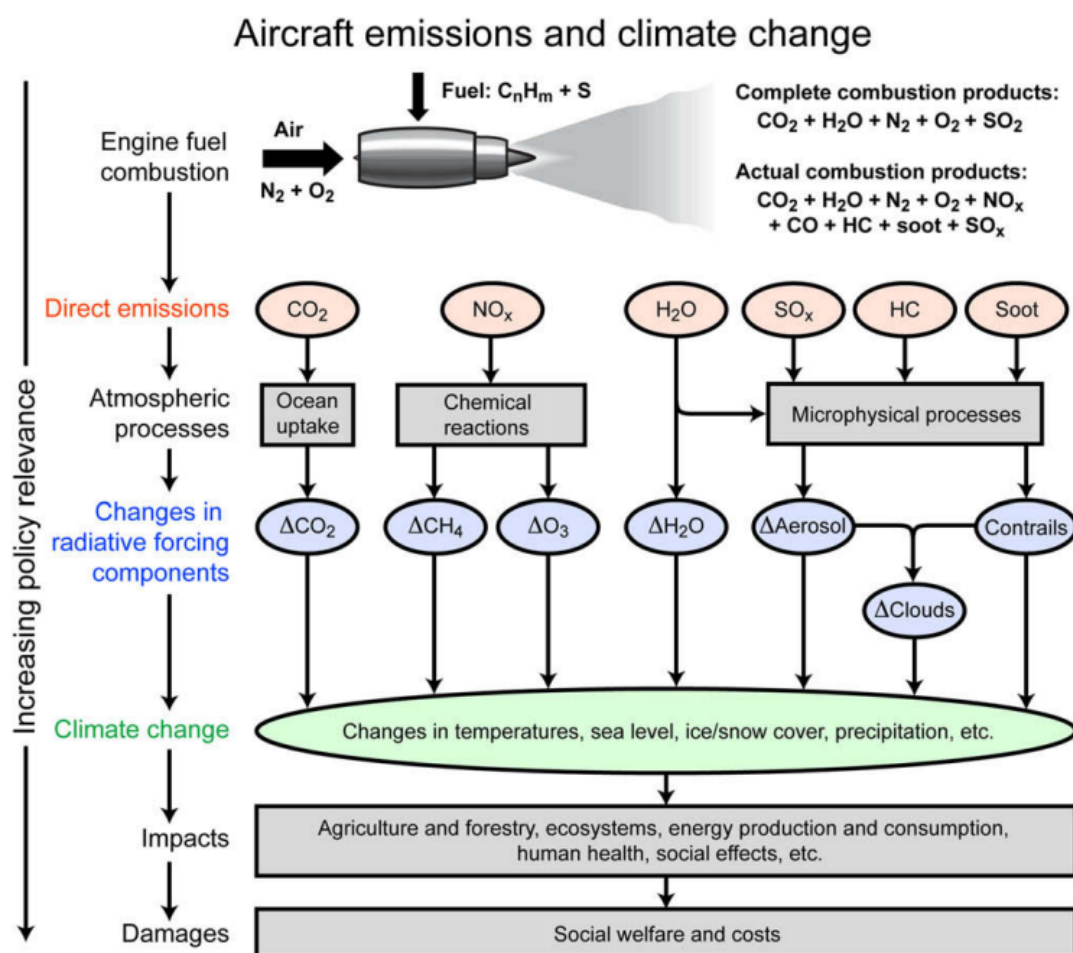 Aircraft emissions and climate change
Increasing policy relevance
Engine fuel
combustion
Fuel: CₙHₘ + S
Air
N₂ + O₂
Complete combustion products:
CO₂ + H₂O + N₂ + O₂ + SO₂
Actual combustion products:
CO₂ + H₂O + N₂ + O₂ + NOₓ
+ CO + HC + soot + SOₓ
Direct emissions
CO₂
NOₓ
H₂O
SOₓ
HC
Soot
Atmospheric
processes
Ocean
uptake
Chemical
reactions
Microphysical processes
Changes in
radiative forcing
components
ΔCO₂
ΔCH₄
ΔO₃
ΔH₂O
ΔAerosol
Contrails
ΔClouds
Climate change
Changes in temperatures, sea level, ice/snow cover, precipitation, etc.
Impacts
Agriculture and forestry, ecosystems, energy production and consumption,
human health, social effects, etc.
Damages
Social welfare and costs